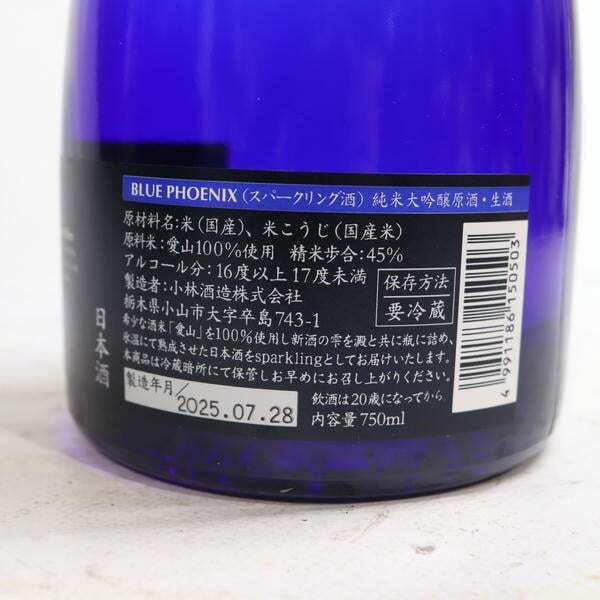 BLUE PHOENIX (スパークリング酒) 純米大吟醸原酒・生酒
原材料名:米(国産)、米こうじ(国産米)
原料米:愛山100%使用 精米歩合:45%
アルコール分:16度以上17度未満
製造者:小林酒造株式会社
栃木県小山市大字卒島743-1
保存方法
要冷蔵
希少な酒米「愛山」を100%使用し新酒の雫を澱と共に瓶に詰め、
氷温にて熟成させた日本酒をsparklingとしてお届けいたします。
本商品は冷蔵暗所にて保管しお早めにお召し上がりください。
製造年月/2025.07.28
飲酒は20歳になってから
内容量750ml
日本酒
4991186150503